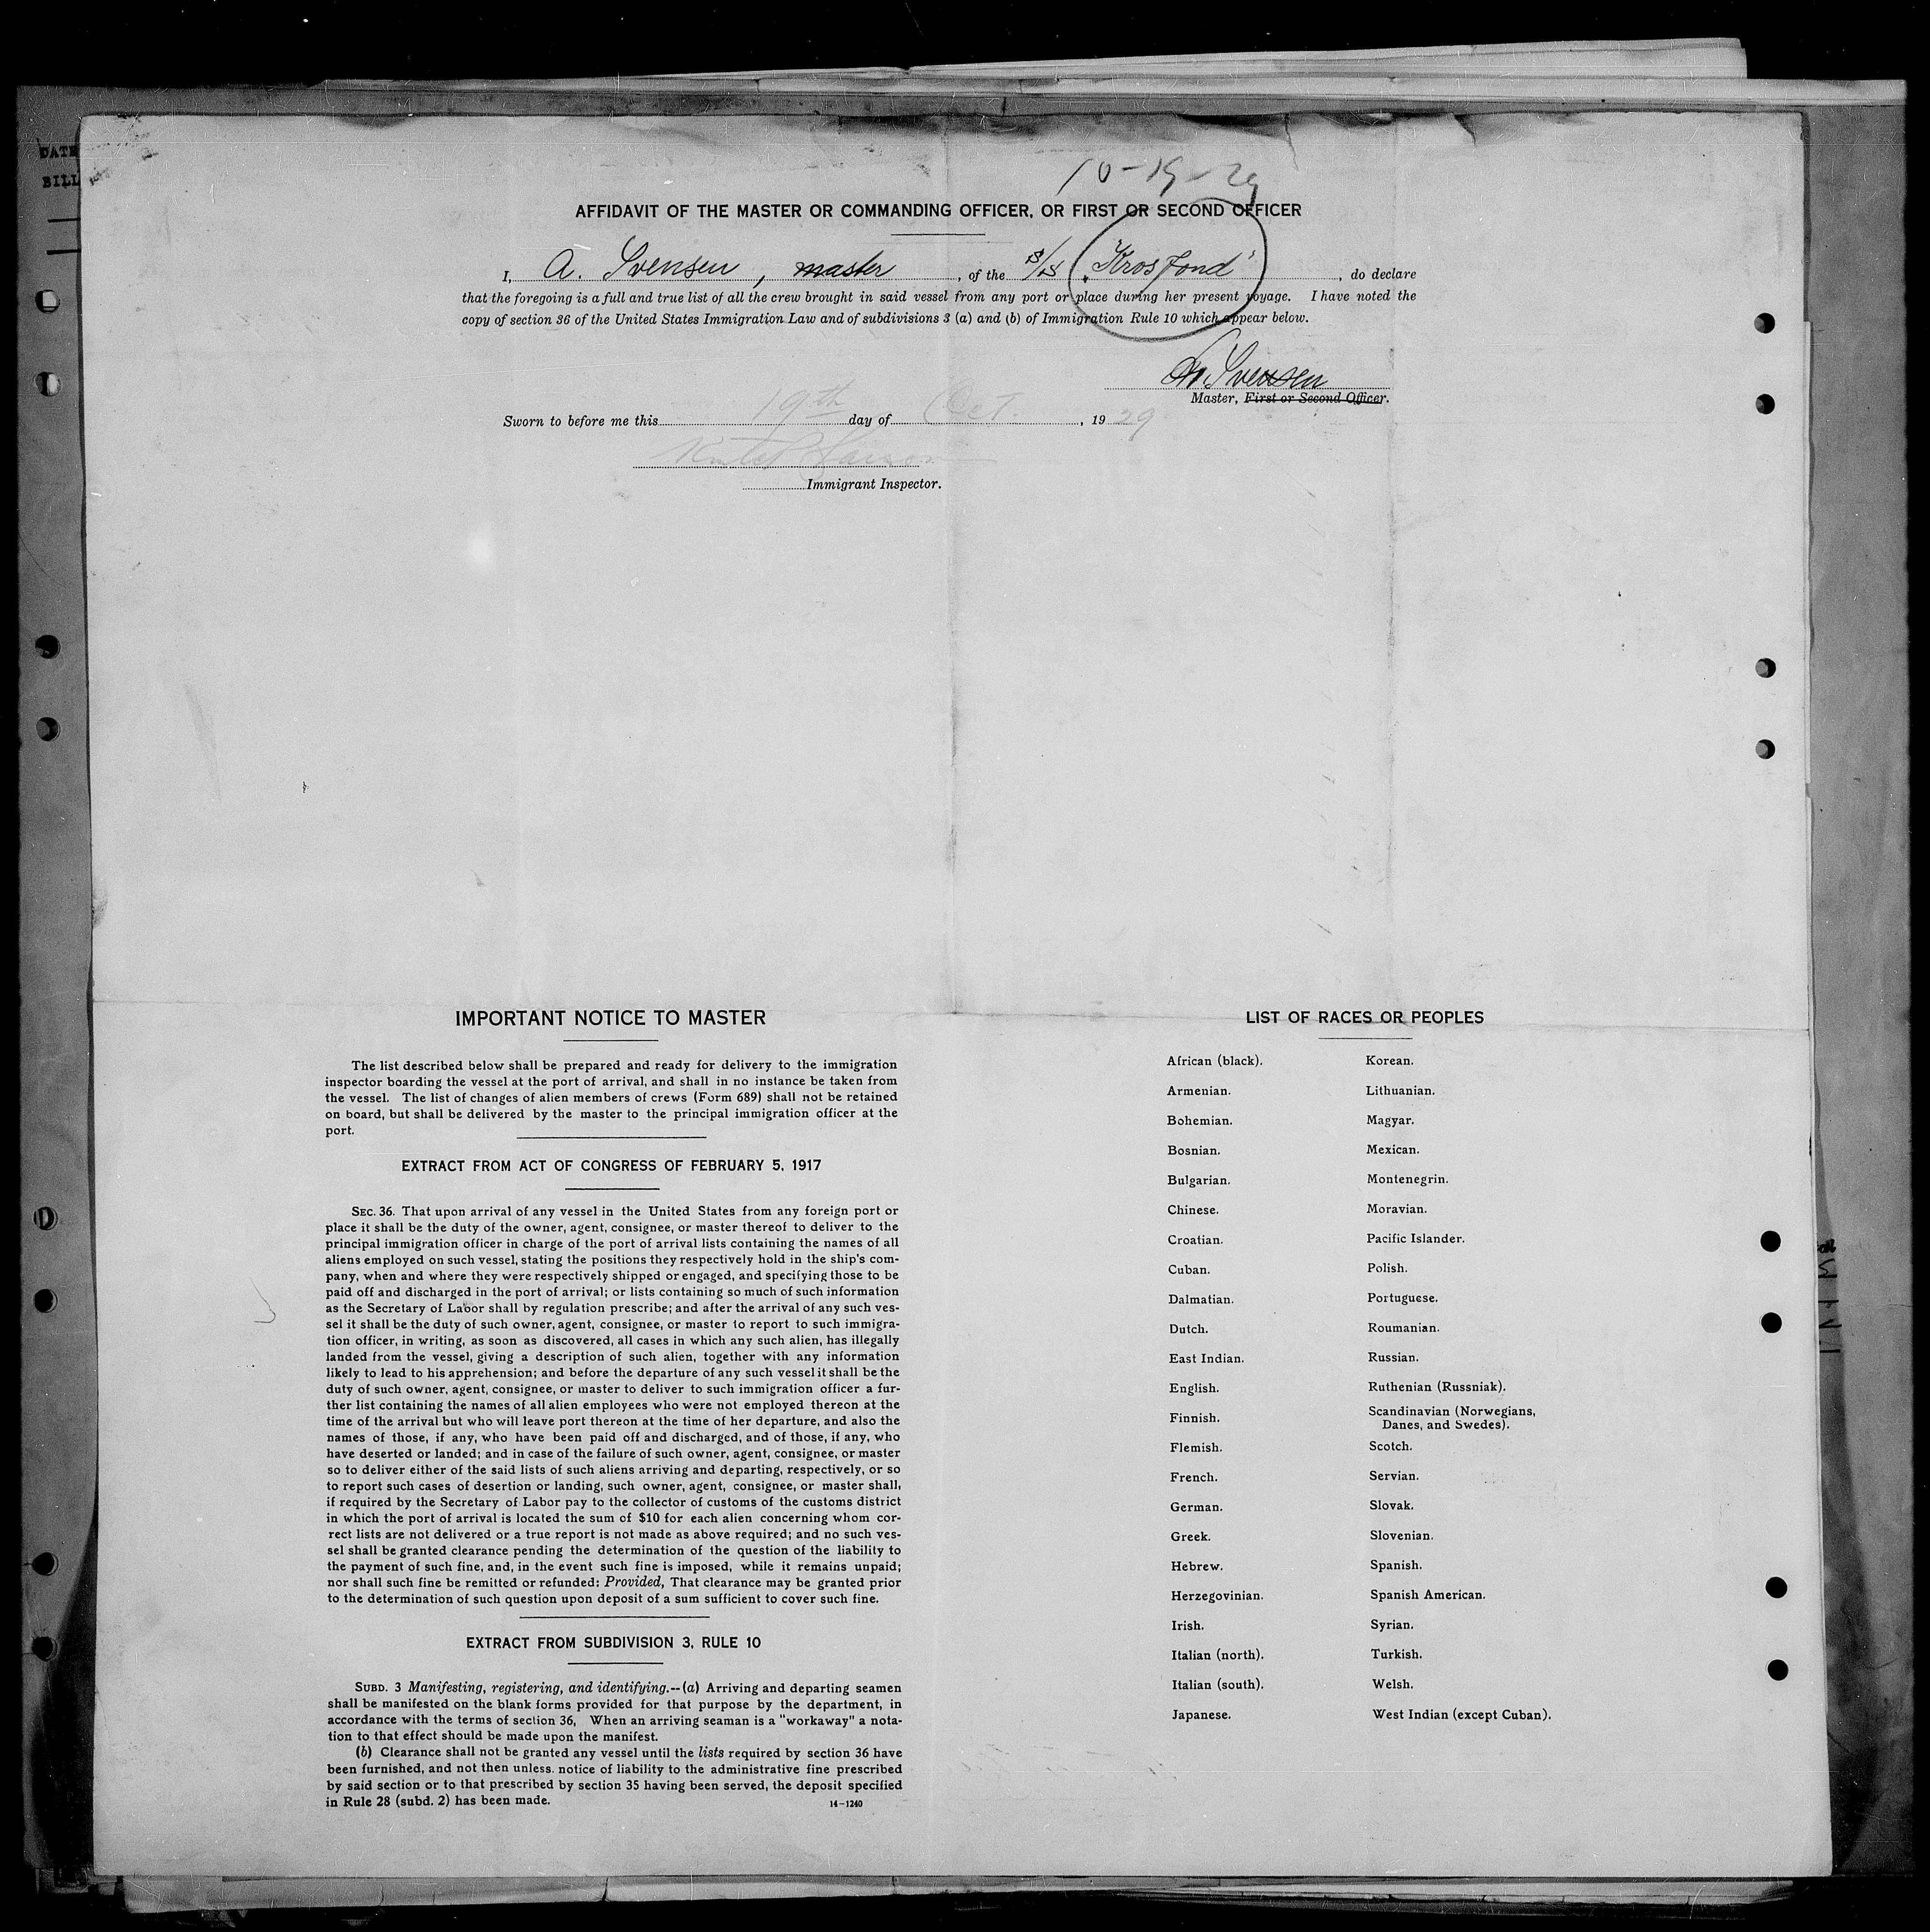 DATE
BILL
10-19-29
AFFIDAVIT OF THE MASTER OR COMMANDING OFFICER, OR FIRST OR SECOND OFFICER
I, A. Svensen, master, of the S/S "Krosfond", do declare
that the foregoing is a full and true list of all the crew brought in said vessel from any port or place during her present voyage. I have noted the
copy of section 36 of the United States Immigration Law and of subdivisions 3 (a) and (b) of Immigration Rule 10 which appear below.
A. Svensen
Master, First or Second Officer.
Sworn to before me this 19th day of Oct. , 19 29
Immigrant Inspector.
IMPORTANT NOTICE TO MASTER
The list described below shall be prepared and ready for delivery to the immigration
inspector boarding the vessel at the port of arrival, and shall in no instance be taken from
the vessel. The list of changes of alien members of crews (Form 689) shall not be retained
on board, but shall be delivered by the master to the principal immigration officer at the
port.
EXTRACT FROM ACT OF CONGRESS OF FEBRUARY 5, 1917
SEC. 36. That upon arrival of any vessel in the United States from any foreign port or
place it shall be the duty of the owner, agent, consignee, or master thereof to deliver to the
principal immigration officer in charge of the port of arrival lists containing the names of all
aliens employed on such vessel, stating the positions they respectively hold in the ship's com-
pany, when and where they were respectively shipped or engaged, and specifying those to be
paid off and discharged in the port of arrival; or lists containing so much of such information
as the Secretary of Labor shall by regulation prescribe; and after the arrival of any such ves-
sel it shall be the duty of such owner, agent, consignee, or master to report to such immigra-
tion officer, in writing, as soon as discovered, all cases in which any such alien, has illegally
landed from the vessel, giving a description of such alien, together with any information
likely to lead to his apprehension; and before the departure of any such vessel it shall be the
duty of such owner, agent, consignee, or master to deliver to such immigration officer a fur-
ther list containing the names of all alien employees who were not employed thereon at the
time of the arrival but who will leave port thereon at the time of her departure, and also the
names of those, if any, who have been paid off and discharged, and of those, if any, who
have deserted or landed; and in case of the failure of such owner, agent, consignee, or master
so to deliver either of the said lists of such aliens arriving and departing, respectively, or so
to report such cases of desertion or landing, such owner, agent, consignee, or master shall,
if required by the Secretary of Labor pay to the collector of customs of the customs district
in which the port of arrival is located the sum of $10 for each alien concerning whom cor-
rect lists are not delivered or a true report is not made as above required; and no such ves-
sel shall be granted clearance pending the determination of the question of the liability to
the payment of such fine, and, in the event such fine is imposed, while it remains unpaid;
nor shall such fine be remitted or refunded: Provided, That clearance may be granted prior
to the determination of such question upon deposit of a sum sufficient to cover such fine.
EXTRACT FROM SUBDIVISION 3, RULE 10
SUBD. 3 Manifesting, registering, and identifying.--(a) Arriving and departing seamen
shall be manifested on the blank forms provided for that purpose by the department, in
accordance with the terms of section 36, When an arriving seaman is a "workaway" a nota-
tion to that effect should be made upon the manifest.
(b) Clearance shall not be granted any vessel until the lists required by section 36 have
been furnished, and not then unless. notice of liability to the administrative fine prescribed
by said section or to that prescribed by section 35 having been served, the deposit specified
in Rule 28 (subd. 2) has been made.
14-1240
LIST OF RACES OR PEOPLES
African (black).
Armenian.
Bohemian.
Bosnian.
Bulgarian.
Chinese.
Croatian.
Cuban.
Dalmatian.
Dutch.
East Indian.
English.
Finnish.
Flemish.
French.
German.
Greek.
Hebrew.
Herzegovinian.
Irish.
Italian (north).
Italian (south).
Japanese.
Korean.
Lithuanian.
Magyar.
Mexican.
Montenegrin.
Moravian.
Pacific Islander.
Polish.
Portuguese.
Roumanian.
Russian.
Ruthenian (Russniak).
Scandinavian (Norwegians,
Danes, and Swedes).
Scotch.
Servian.
Slovak.
Slovenian.
Spanish.
Spanish American.
Syrian.
Turkish.
Welsh.
West Indian (except Cuban).